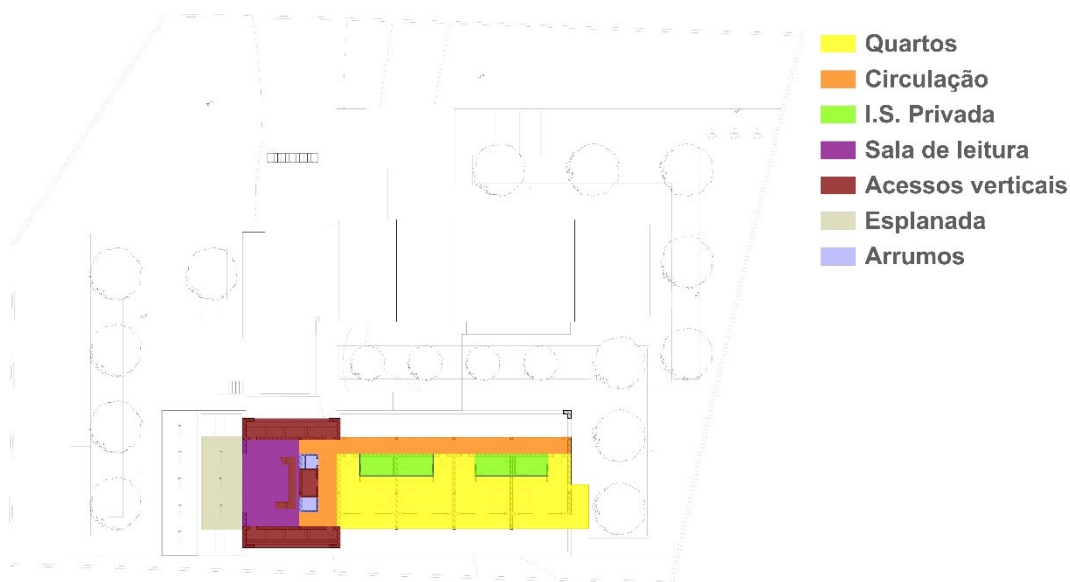 Quartos
Circulação
I.S. Privada
Sala de leitura
Acessos verticais
Esplanada
Arrumos